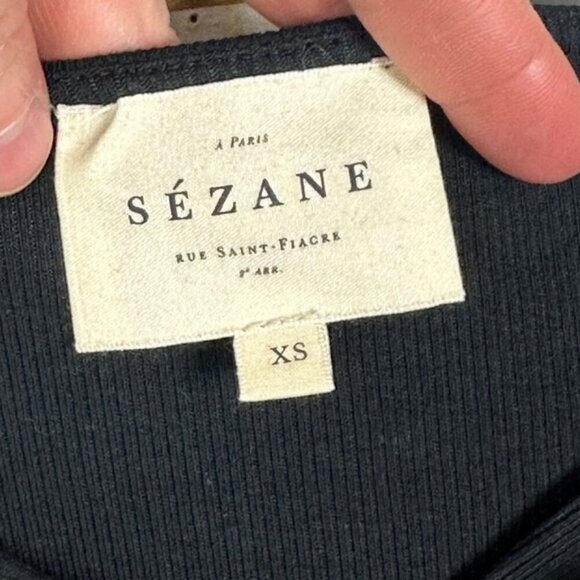 À PARIS
SÉZANE
RUE SAINT-FIACRE
2e ARR.
XS